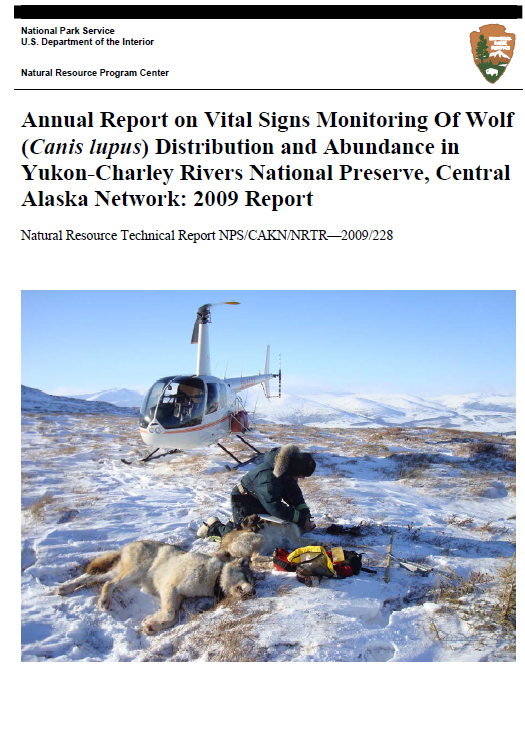 National Park Service
U.S. Department of the Interior
Natural Resource Program Center
Annual Report on Vital Signs Monitoring Of Wolf
(Canis lupus) Distribution and Abundance in
Yukon-Charley Rivers National Preserve, Central
Alaska Network: 2009 Report
Natural Resource Technical Report NPS/CAKN/NRTR—2009/228